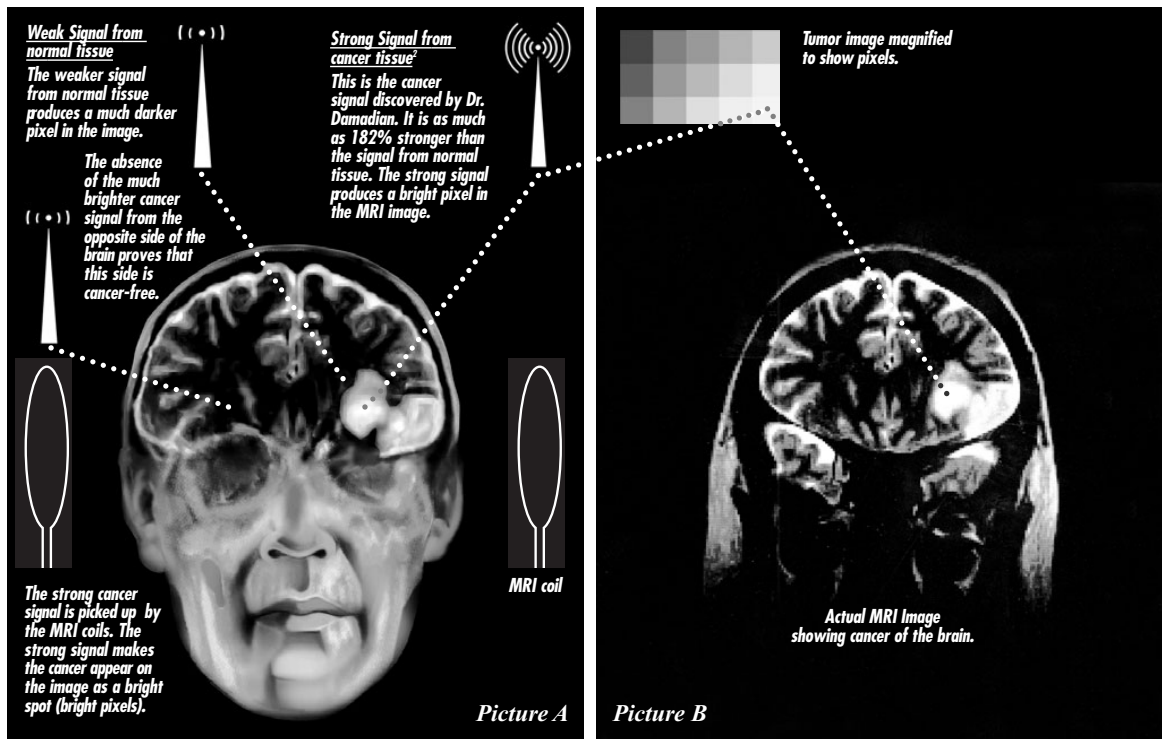 Weak Signal from
normal tissue
The weaker signal
from normal tissue
produces a much darker
pixel in the image.
The absence
of the much
brighter cancer
signal from the
opposite side of the
brain proves that
this side is
cancer-free.
Strong Signal from
cancer tissue²
This is the cancer
signal discovered by Dr.
Damadian. It is as much
as 182% stronger than
the signal from normal
tissue. The strong signal
produces a bright pixel in
the MRI image.
MRI coil
The strong cancer
signal is picked up by
the MRI coils. The
strong signal makes
the cancer appear on
the image as a bright
spot (bright pixels).
Picture A
Tumor image magnified
to show pixels.
Actual MRI Image
showing cancer of the brain.
Picture B